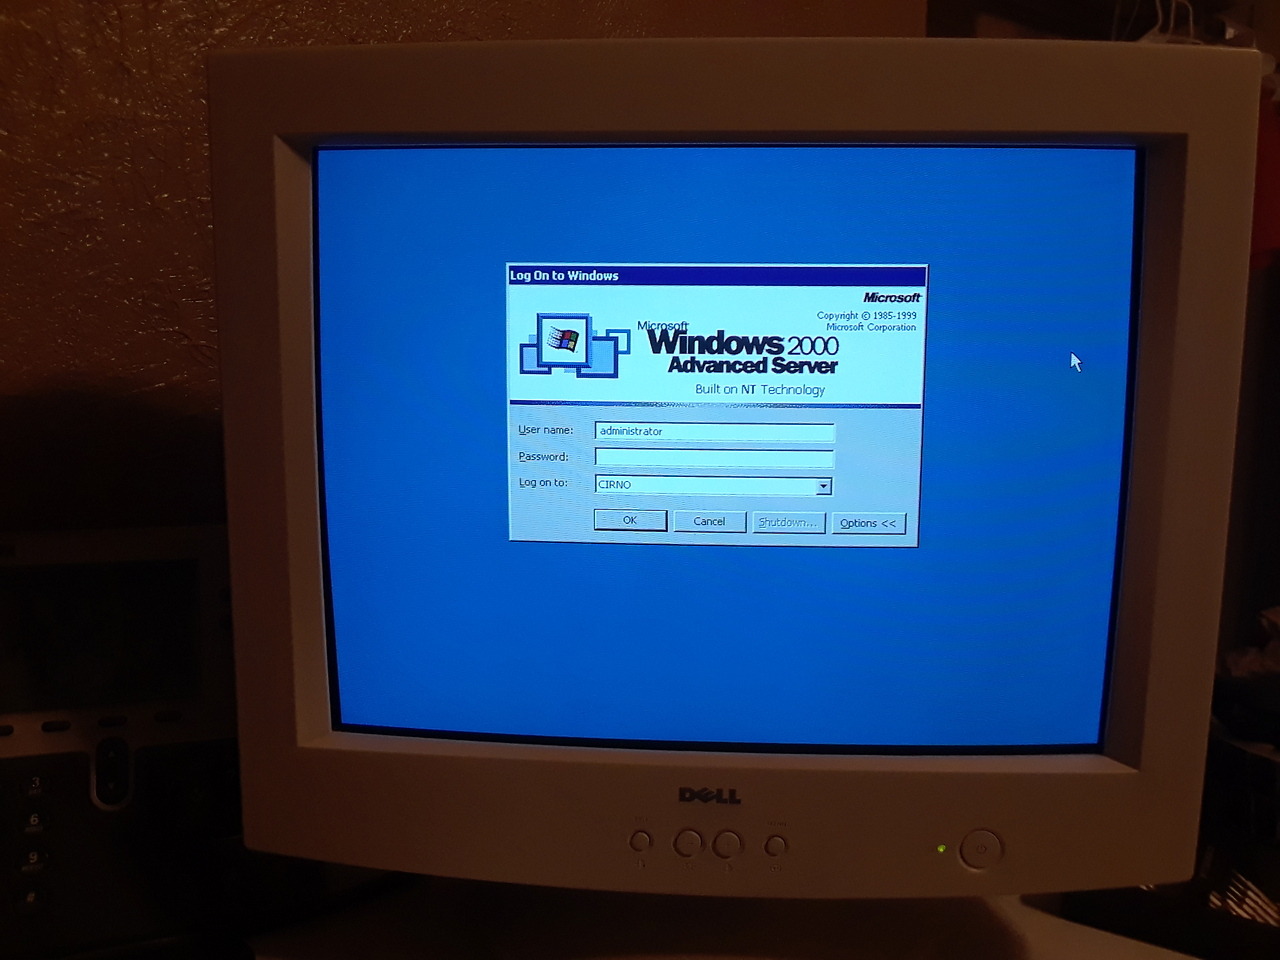 Log On to Windows
Microsoft
Copyright © 1985-1999
Microsoft Corporation
Microsoft
Windows 2000
Advanced Server
Built on NT Technology
User name: administrator
Password:
Log on to: CIRNO
OK Cancel Shutdown... Options <<
DELL
3
6
9